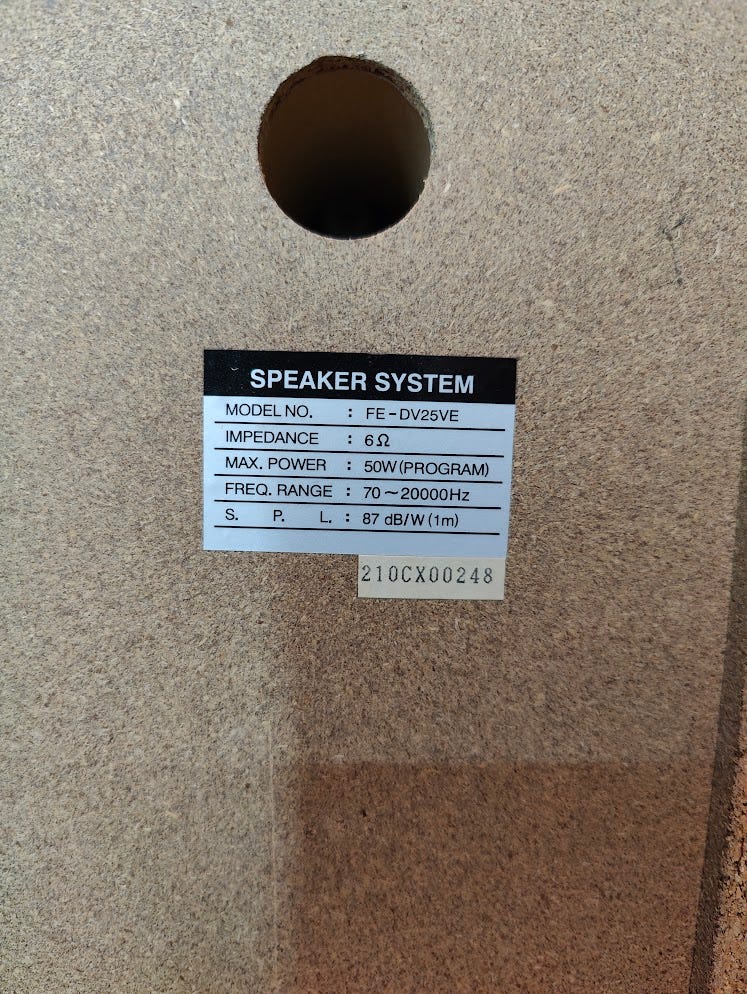 SPEAKER SYSTEM
MODEL NO. : FE-DV25VE
IMPEDANCE : 6Ω
MAX. POWER : 50W(PROGRAM)
FREQ. RANGE : 70~20000Hz
S. P. L. : 87 dB/W(1m)
210CX00248